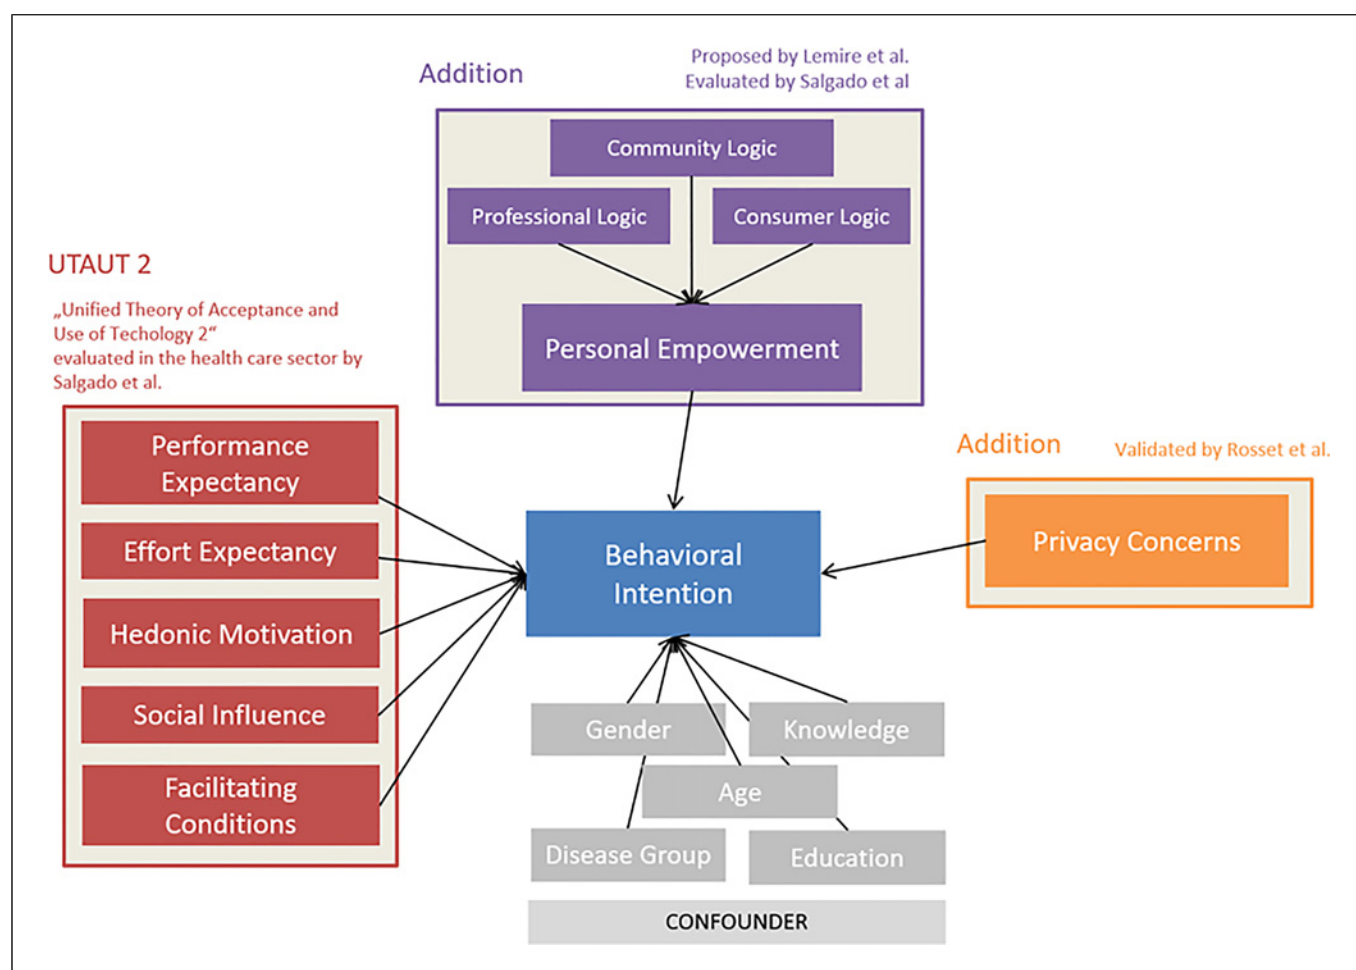 Addition
Proposed by Lemire et al.
Evaluated by Salgado et al
Community Logic
Professional Logic
Consumer Logic
Personal Empowerment
UTAUT 2
„Unified Theory of Acceptance and
Use of Techology 2“
evaluated in the health care sector by
Salgado et al.
Performance
Expectancy
Effort Expectancy
Hedonic Motivation
Social Influence
Facilitating
Conditions
Behavioral
Intention
Addition
Validated by Rosset et al.
Privacy Concerns
Gender
Knowledge
Age
Disease Group
Education
CONFOUNDER